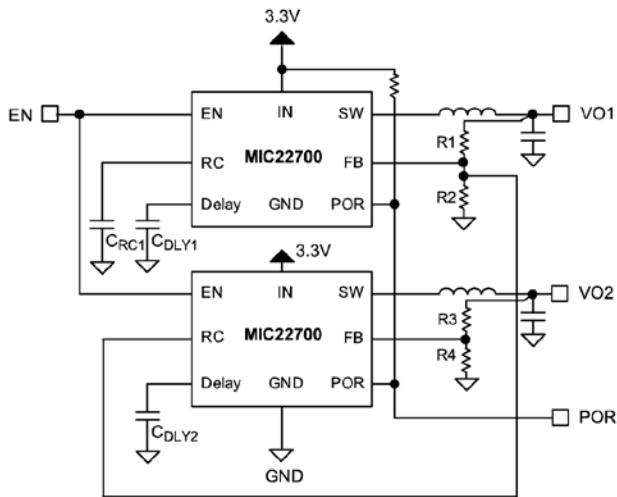 3.3V
EN
EN
IN
SW
VO1
RC
MIC22700
FB
R1
Delay
GND
POR
R2
CRC1
CDLY1
3.3V
EN
IN
SW
VO2
RC
MIC22700
FB
R3
Delay
GND
POR
R4
CDLY2
POR
GND